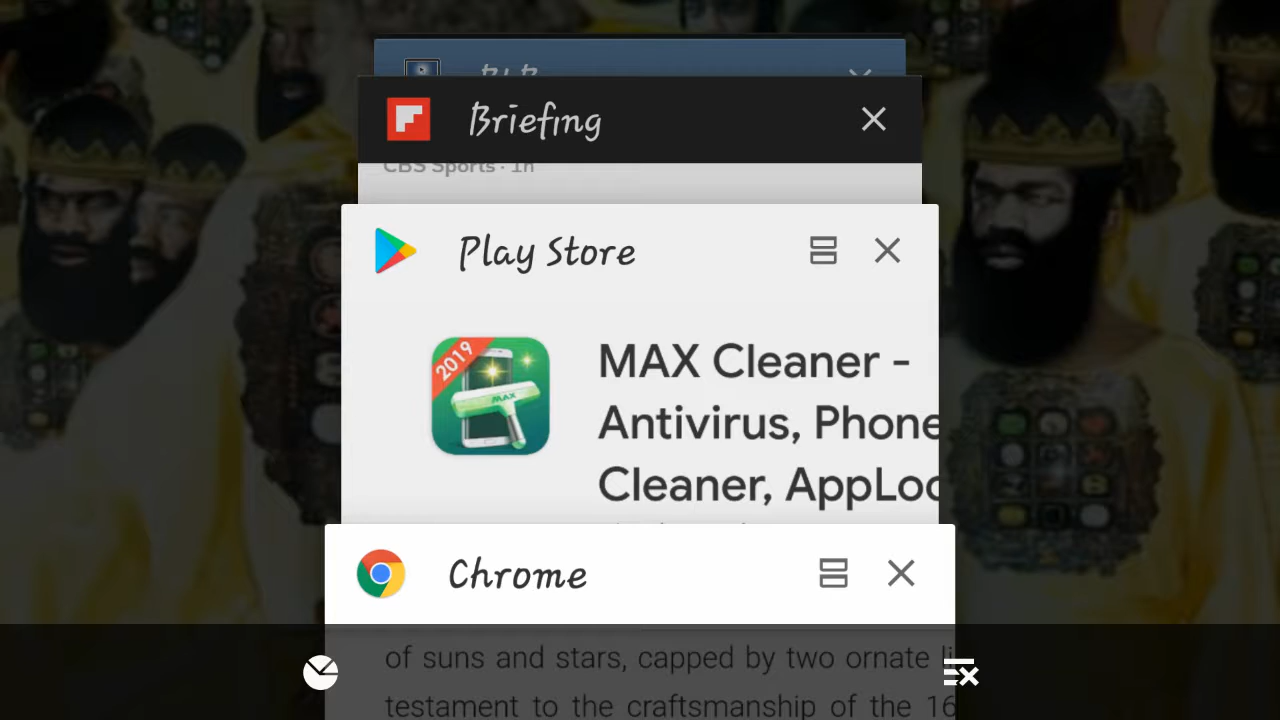 Briefing
CBS Sports · 1h
Play Store
2019
MAX
MAX Cleaner -
Antivirus, Phone
Cleaner,
Chrome
of suns and stars, capped by two ornate
testament to the craftsmanship of the 16